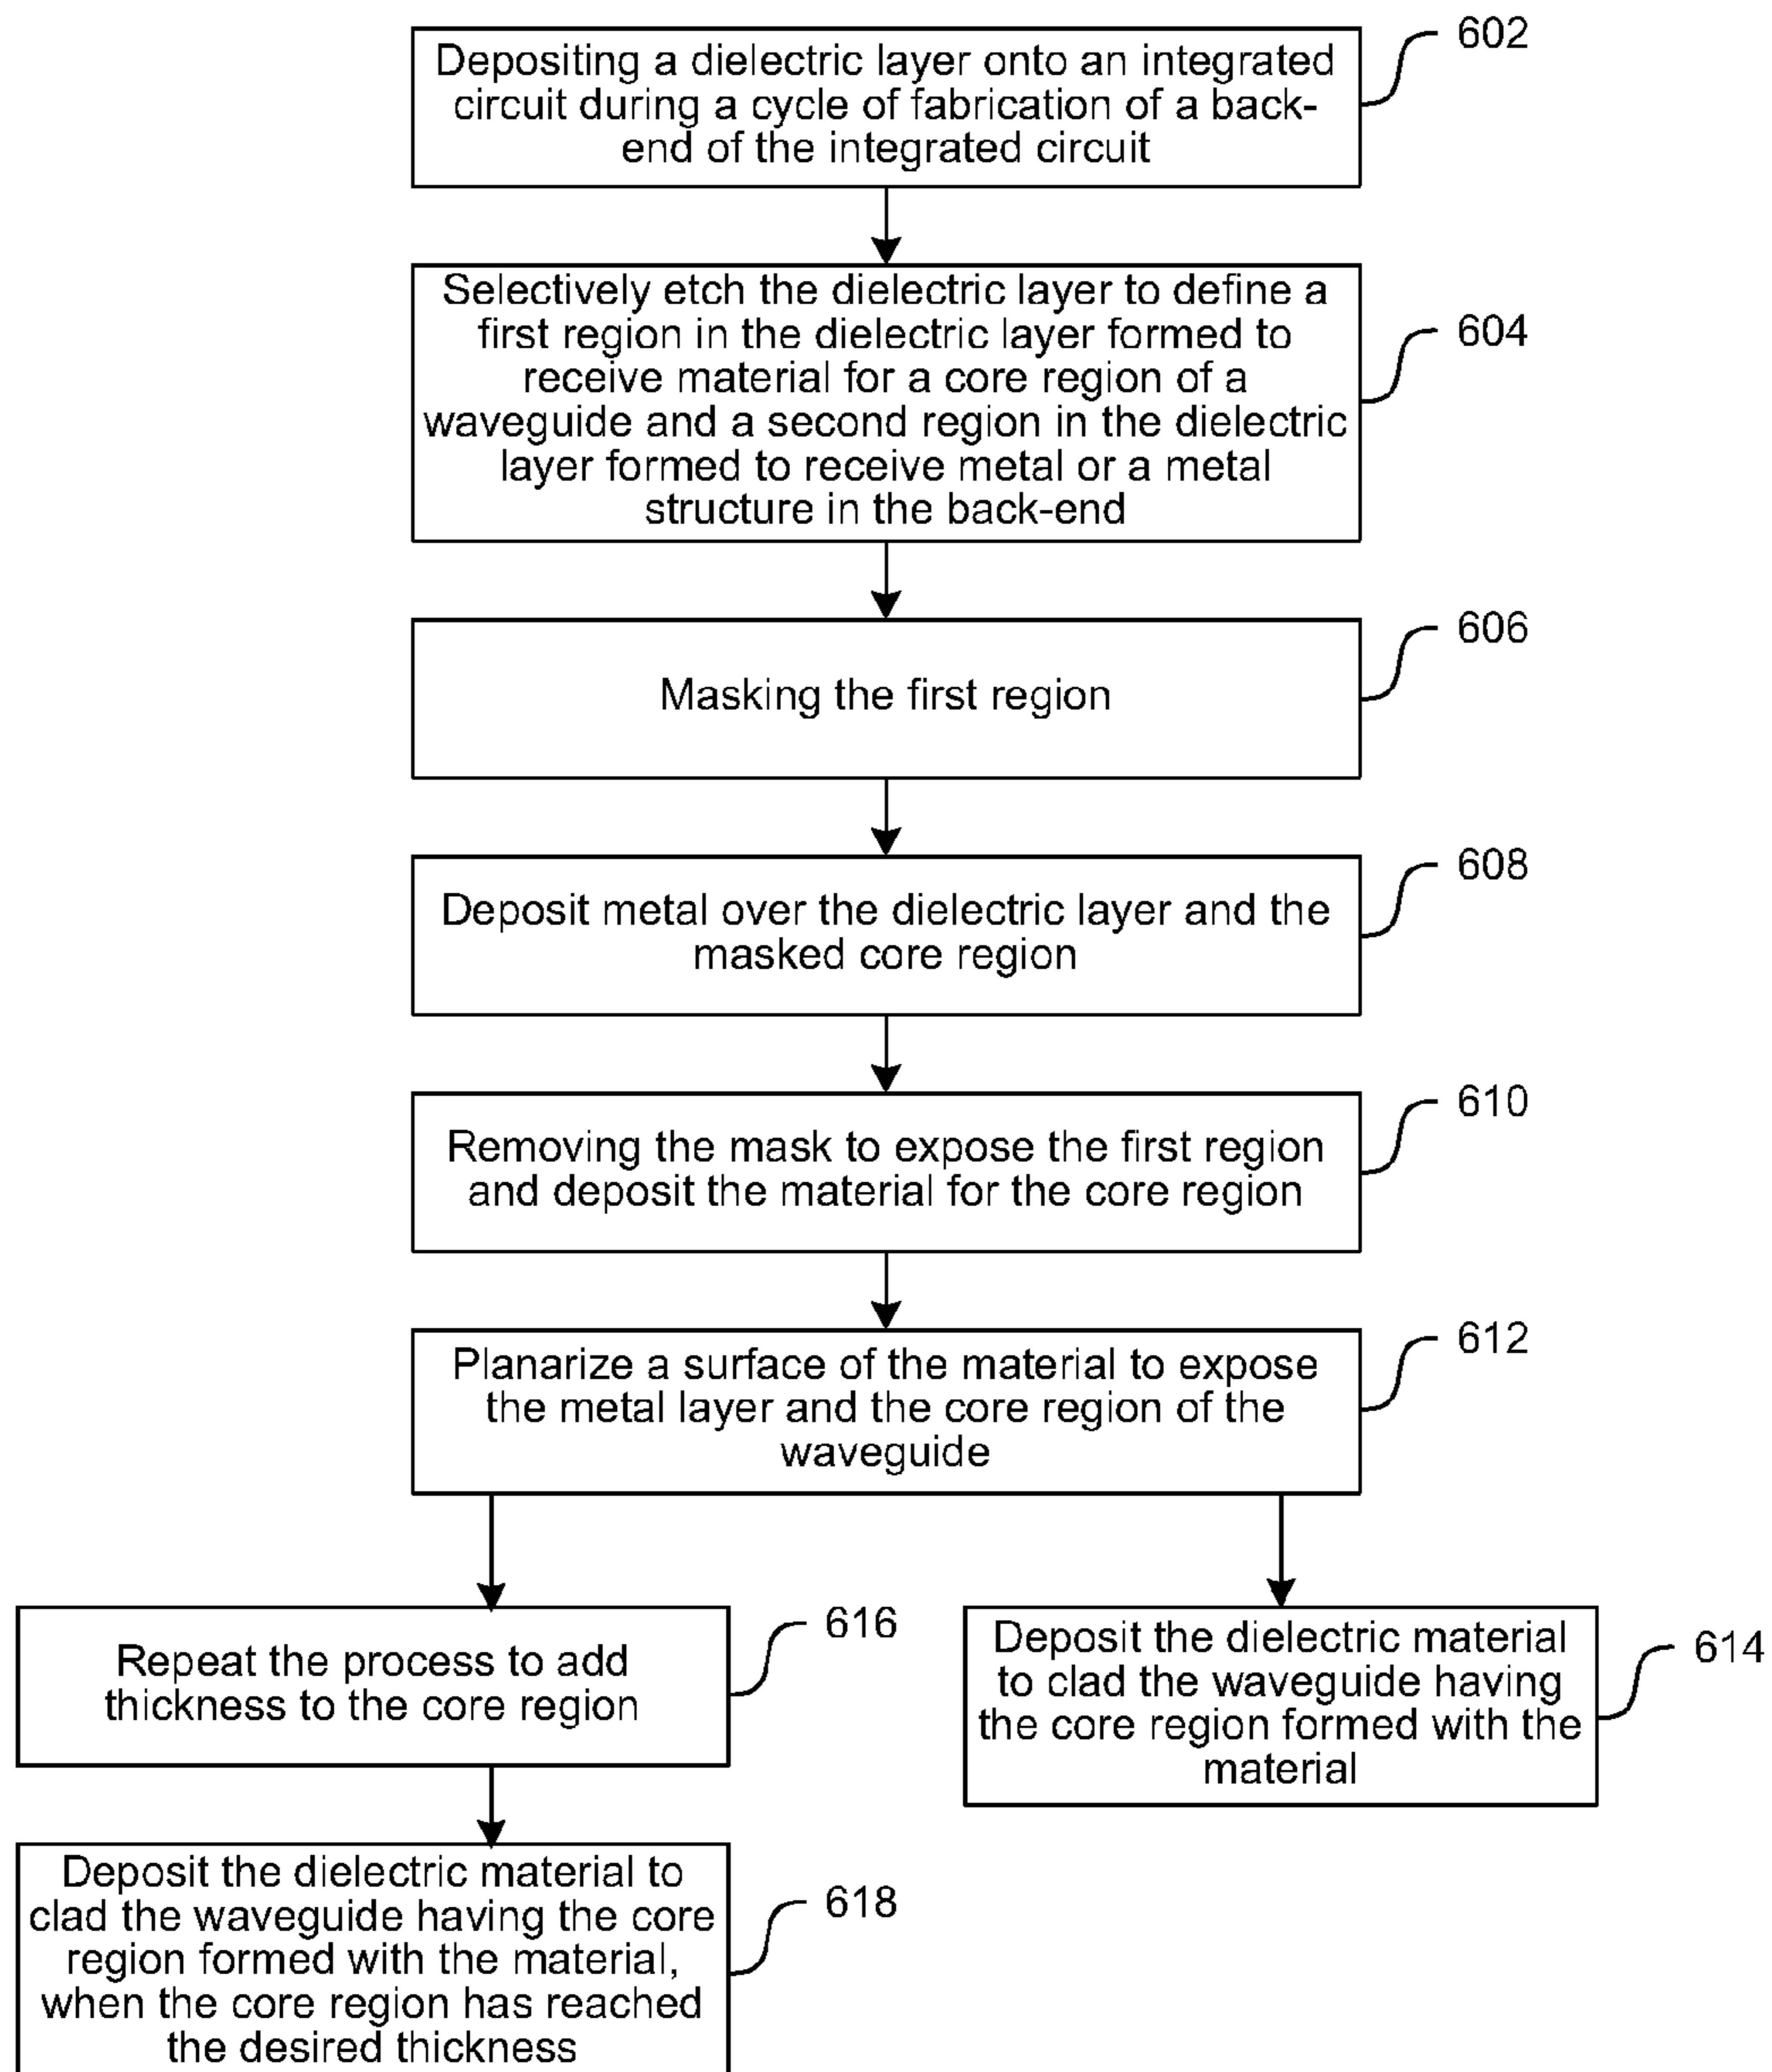 Depositing a dielectric layer onto an integrated
circuit during a cycle of fabrication of a back-
end of the integrated circuit
602
Selectively etch the dielectric layer to define a
first region in the dielectric layer formed to
receive material for a core region of a
waveguide and a second region in the dielectric
layer formed to receive metal or a metal
structure in the back-end
604
Masking the first region
606
Deposit metal over the dielectric layer and the
masked core region
608
Removing the mask to expose the first region
and deposit the material for the core region
610
Planarize a surface of the material to expose
the metal layer and the core region of the
waveguide
612
Repeat the process to add
thickness to the core region
616
Deposit the dielectric material
to clad the waveguide having
the core region formed with the
material
614
Deposit the dielectric material to
clad the waveguide having the core
region formed with the material,
when the core region has reached
the desired thickness
618